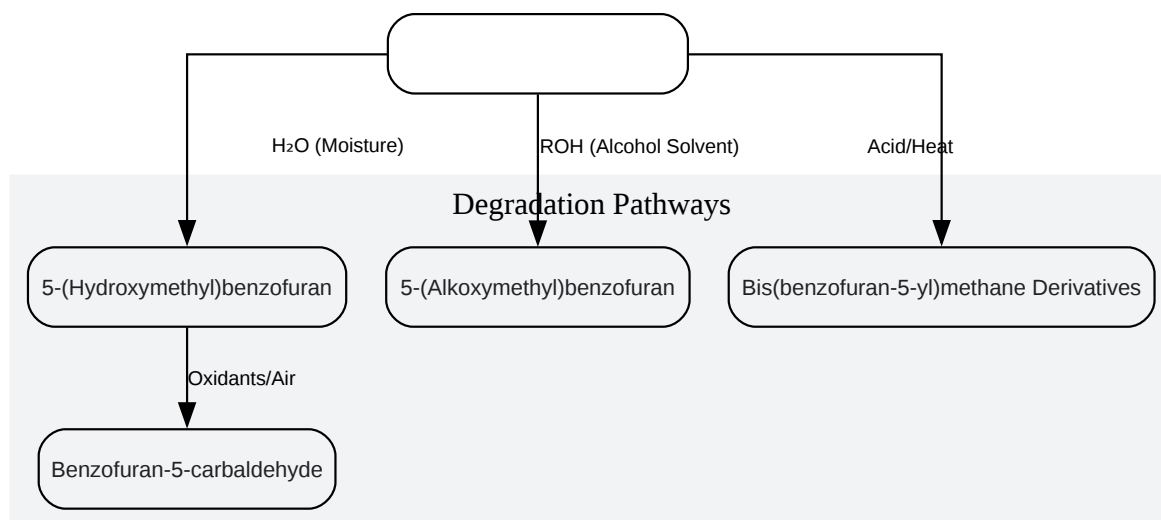 H₂O (Moisture)
ROH (Alcohol Solvent)
Acid/Heat
Degradation Pathways
5-(Hydroxymethyl)benzofuran
5-(Alkoxymethyl)benzofuran
Bis(benzofuran-5-yl)methane Derivatives
Oxidants/Air
Benzofuran-5-carbaldehyde